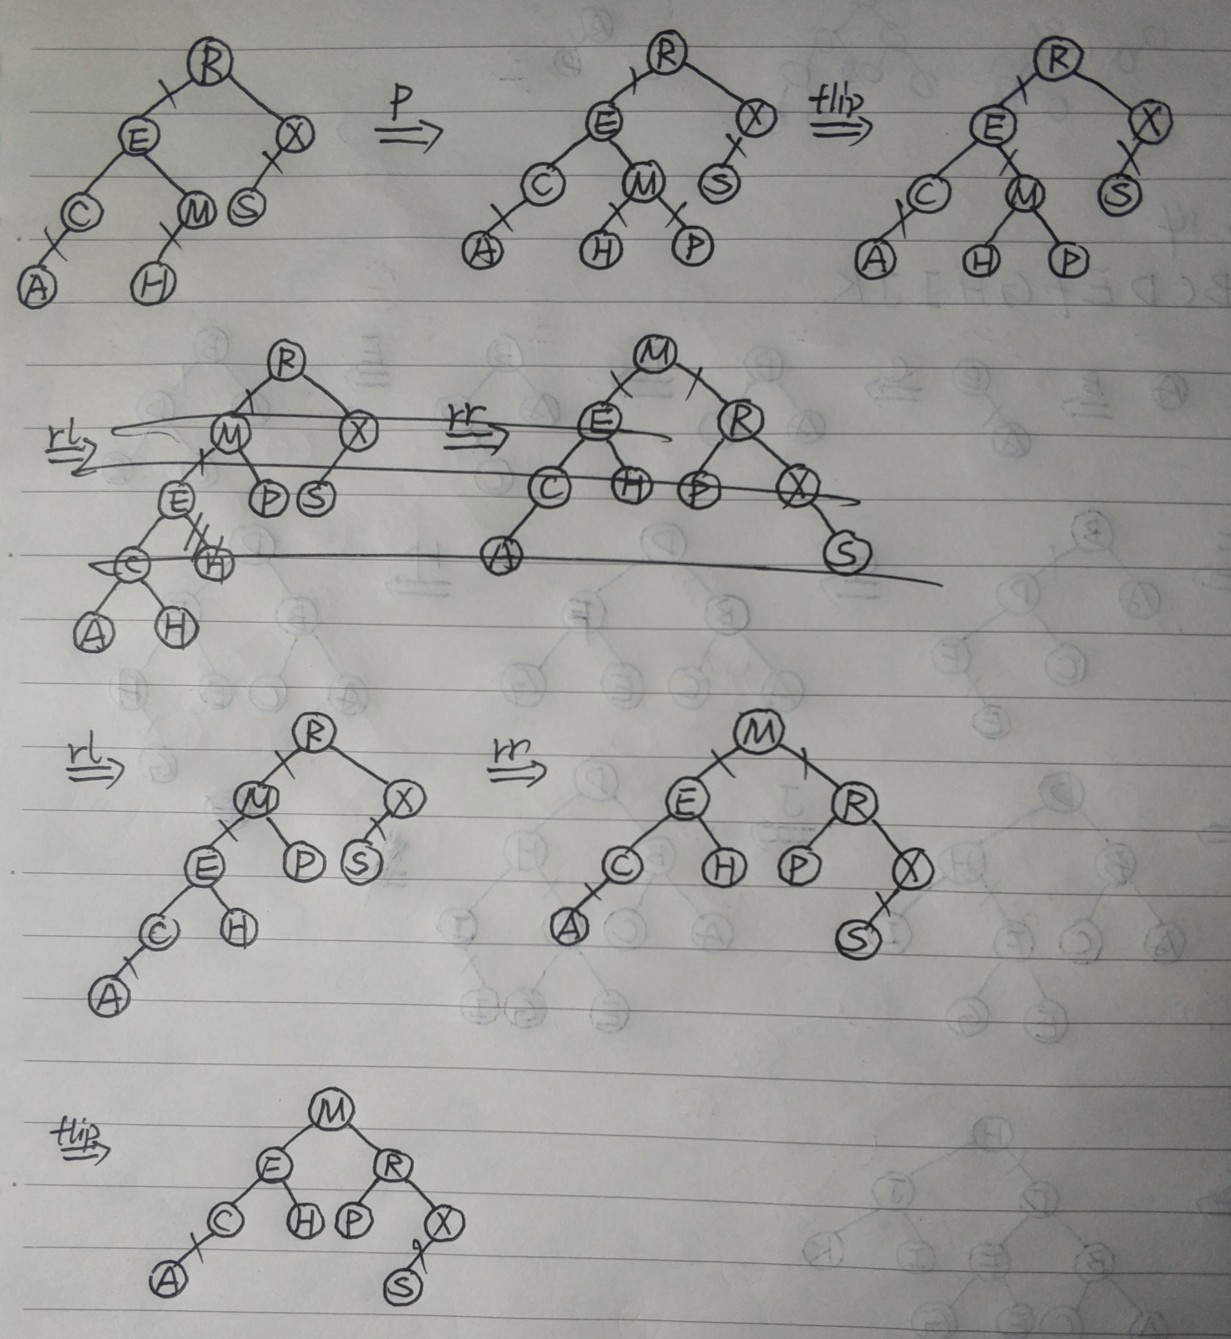 R R R
P flip
E X E X E X
C M S C M S C M S
A H A H P A H P
R M
rl M X rr E R
E P S C H P X
C H A S
A H
R M
rl M X rr E R
E P S C H P X
C H A S
A
M
flip E R
C H P X
A S